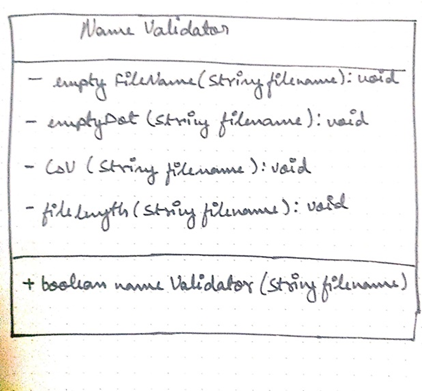 Name Validator
- empty FileName(String filename): void
- emptyDot (String filename): void
- CsV (String filename): void
- fileLength(String filename): void
+ boolean name Validator (String filename)